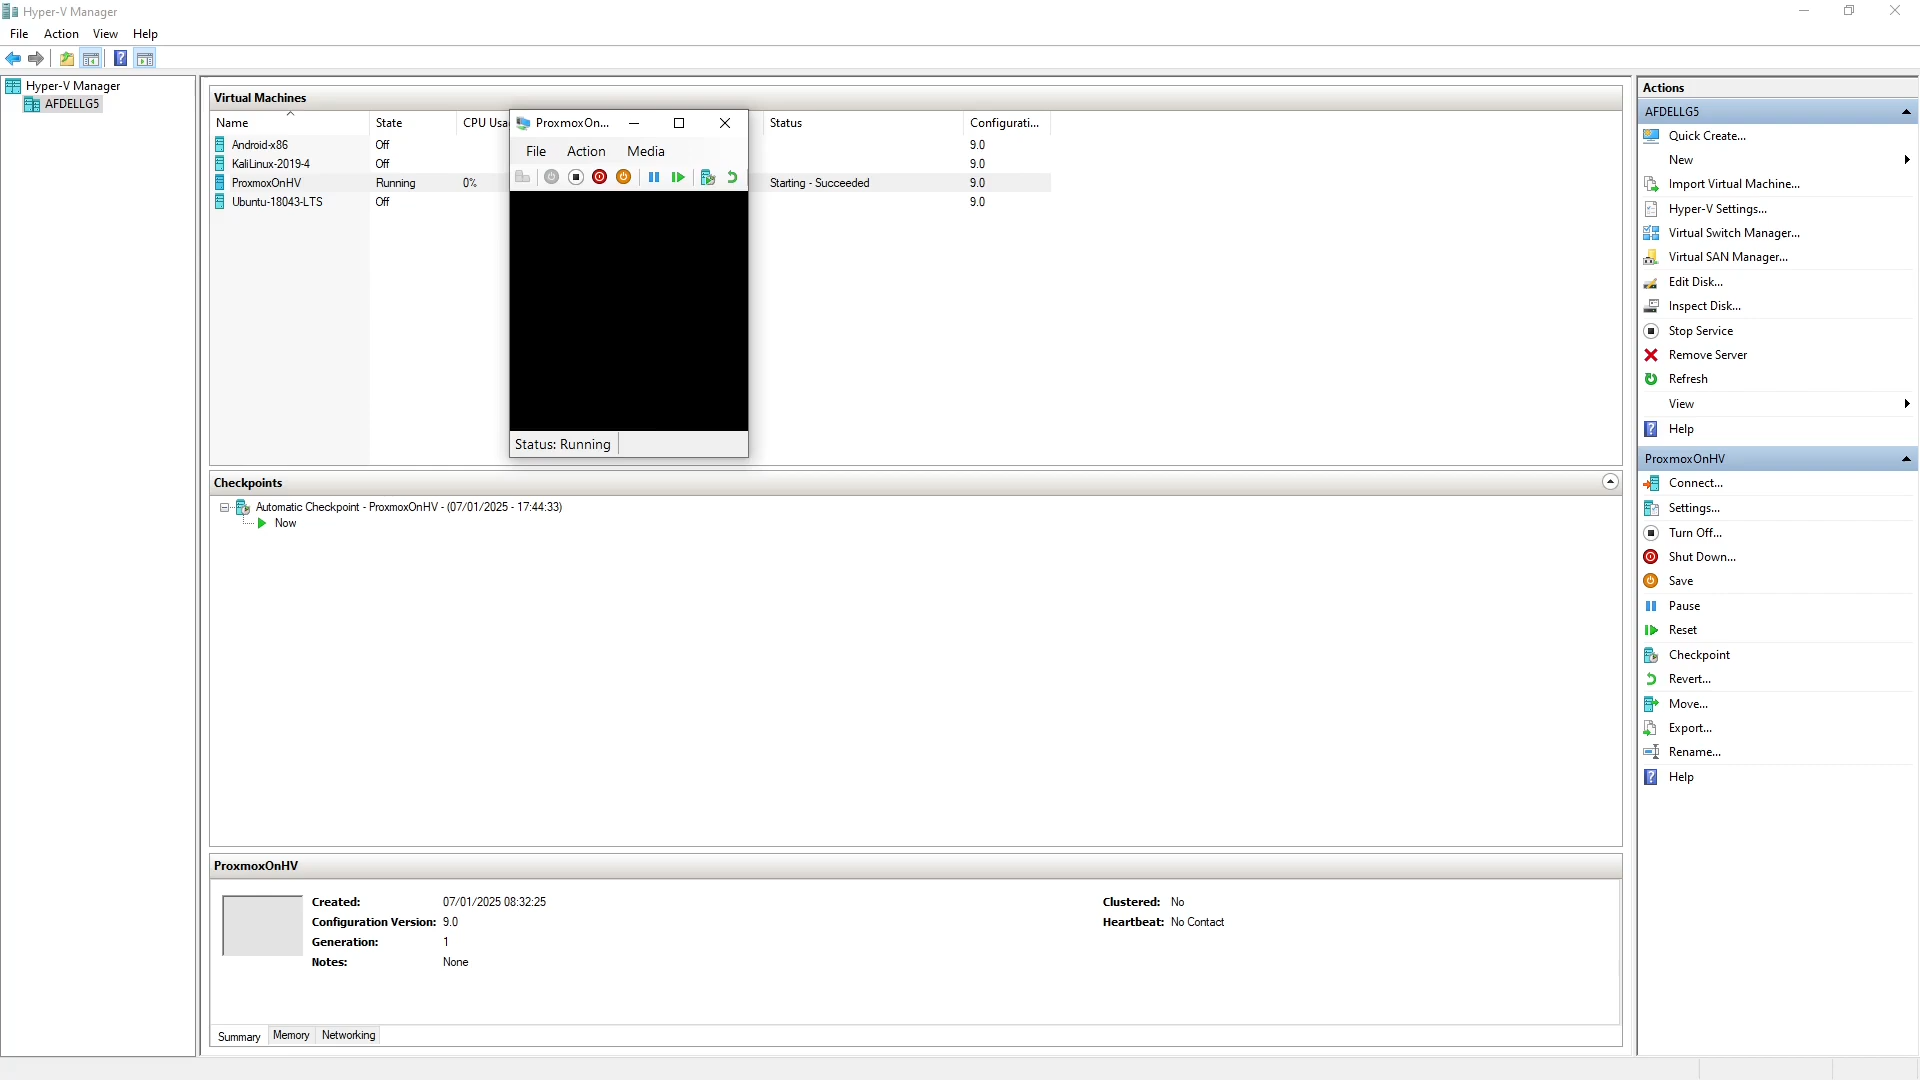 Hyper-V Manager
File Action View Help
Hyper-V Manager
AFDELLG5
Virtual Machines
Name State CPU Usa Status Configurati...
Android-x86 Off 9.0
KaliLinux-2019-4 Off 9.0
ProxmoxOnHV Running 0% Starting - Succeeded 9.0
Ubuntu-18043-LTS Off 9.0
ProxmoxOn...
File Action Media
Status: Running
Checkpoints
Automatic Checkpoint - ProxmoxOnHV - (07/01/2025 - 17:44:33)
Now
ProxmoxOnHV
Created: 07/01/2025 08:32:25 Clustered: No
Configuration Version: 9.0 Heartbeat: No Contact
Generation: 1
Notes: None
Summary Memory Networking
Actions
AFDELLG5
Quick Create...
New
Import Virtual Machine...
Hyper-V Settings...
Virtual Switch Manager...
Virtual SAN Manager...
Edit Disk...
Inspect Disk...
Stop Service
Remove Server
Refresh
View
Help
ProxmoxOnHV
Connect...
Settings...
Turn Off...
Shut Down...
Save
Pause
Reset
Checkpoint
Revert...
Move...
Export...
Rename...
Help